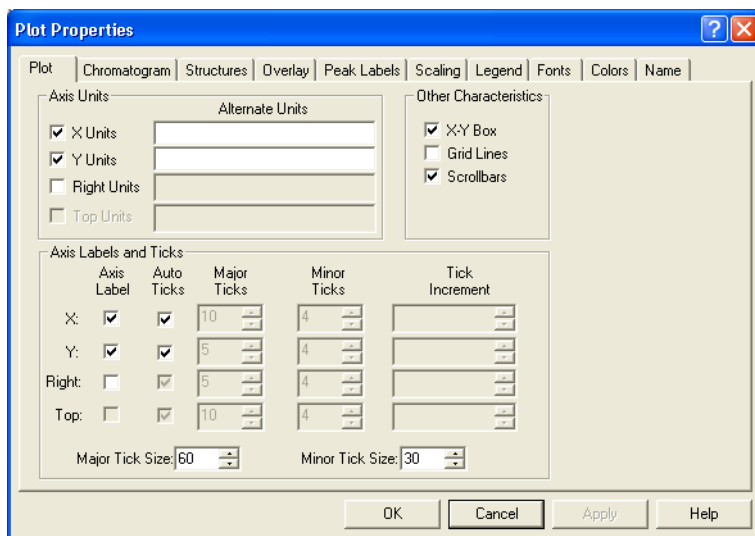 Plot Properties
Plot Chromatogram Structures Overlay Peak Labels Scaling Legend Fonts Colors Name
Axis Units
Alternate Units
X Units
Y Units
Right Units
Top Units
Other Characteristics
X-Y Box
Grid Lines
Scrollbars
Axis Labels and Ticks
Axis Label Auto Ticks Major Ticks Minor Ticks Tick Increment
X: 10 4
Y: 5 4
Right: 5 4
Top: 10 4
Major Tick Size: 60 Minor Tick Size: 30
OK Cancel Apply Help